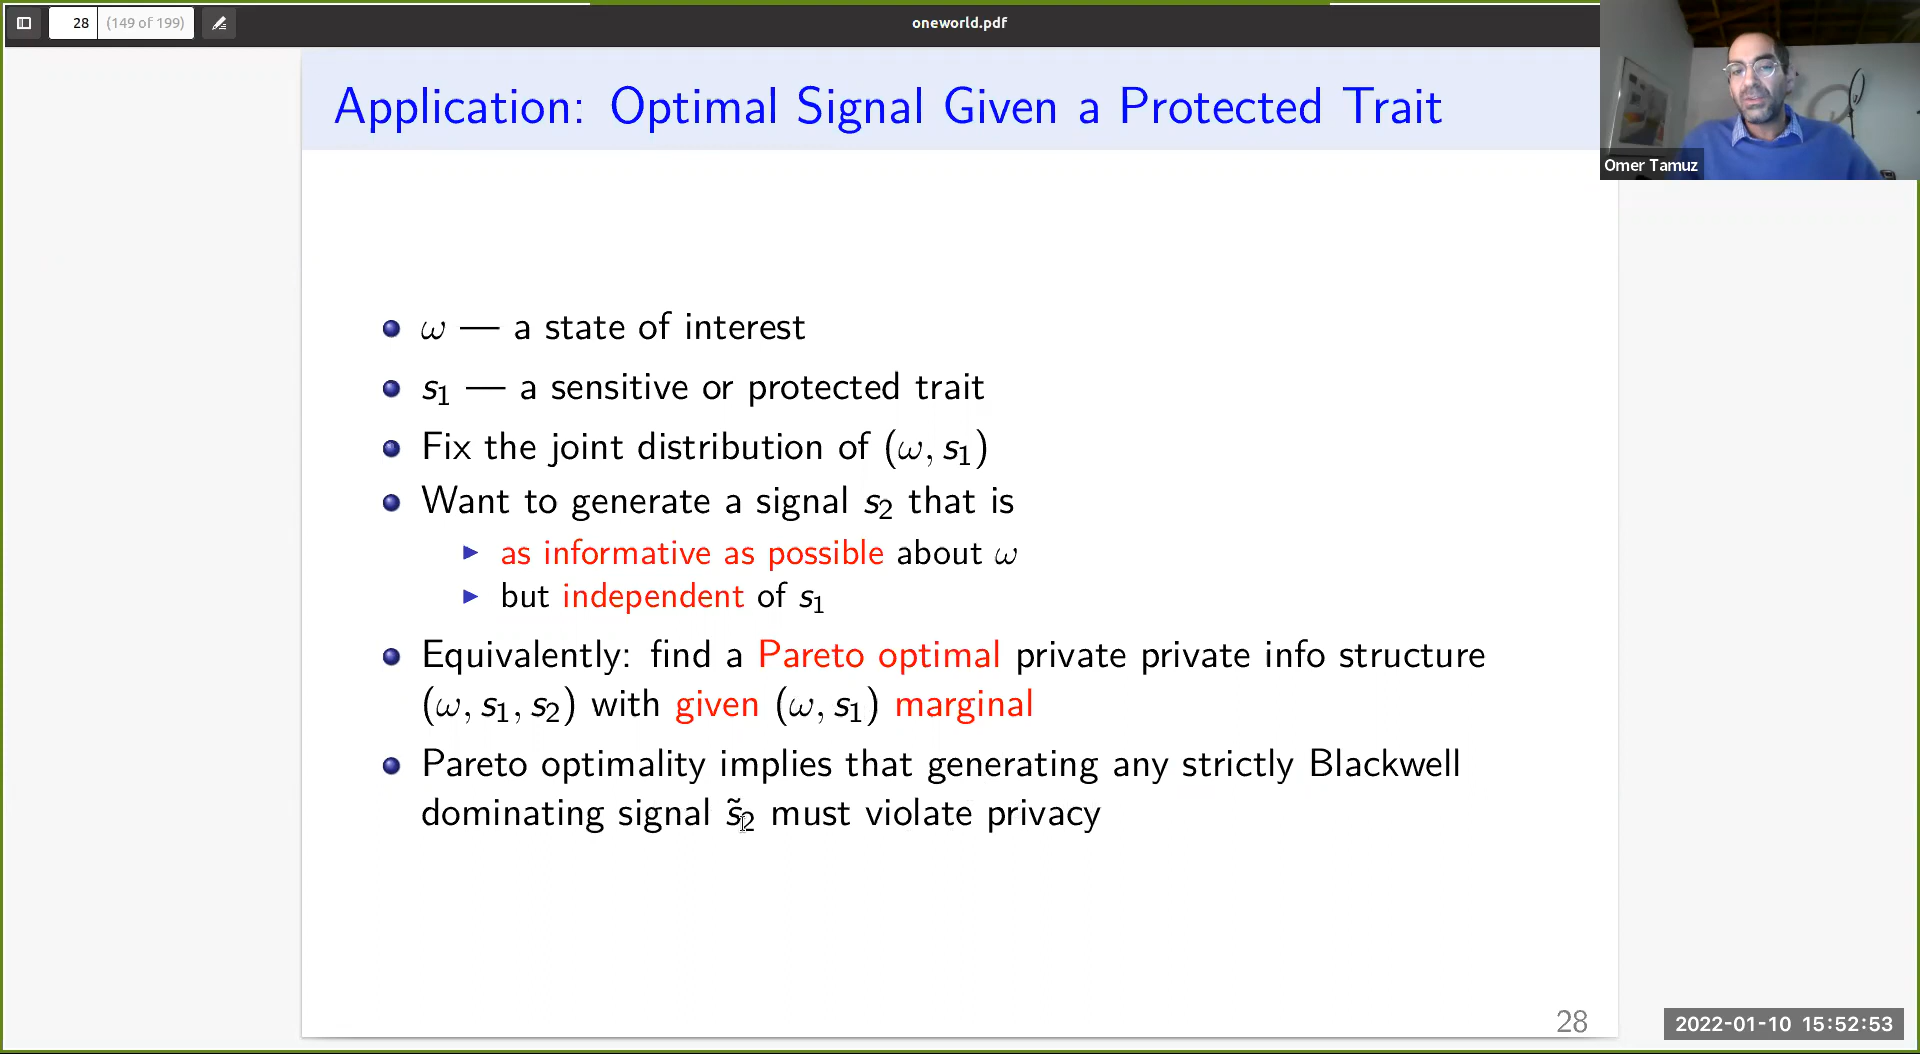 28 (149 of 199) oneworld.pdf
Application: Optimal Signal Given a Protected Trait
Omer Tamuz
ω — a state of interest
s₁ — a sensitive or protected trait
Fix the joint distribution of (ω, s₁)
Want to generate a signal s₂ that is
as informative as possible about ω
but independent of s₁
Equivalently: find a Pareto optimal private private info structure
(ω, s₁, s₂) with given (ω, s₁) marginal
Pareto optimality implies that generating any strictly Blackwell
dominating signal s̃₂ must violate privacy
28
2022-01-10 15:52:53